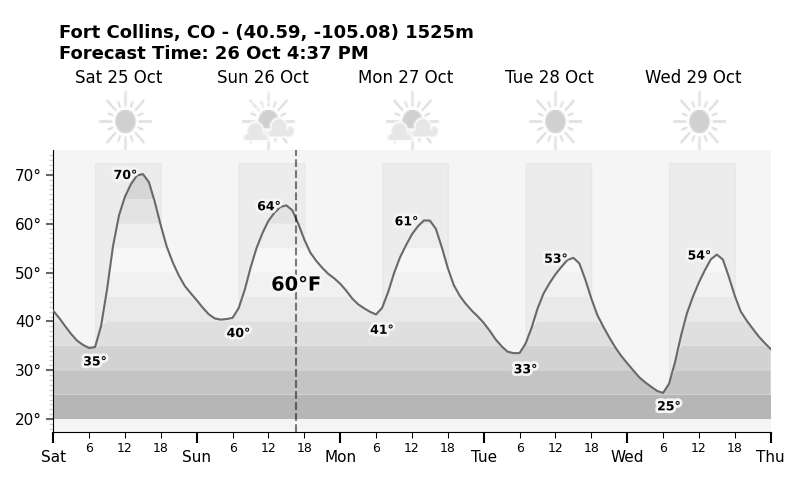 Fort Collins, CO - (40.59, -105.08) 1525m
Forecast Time: 26 Oct 4:37 PM
Sat 25 Oct Sun 26 Oct Mon 27 Oct Tue 28 Oct Wed 29 Oct
70°
70°
64°
60°
61°
53°
54°
50°
60°F
40°
40°
41°
35°
30°
33°
25°
20°
6 12 18 6 12 18 6 12 18 6 12 18 6 12 18
Sat Sun Mon Tue Wed Thu